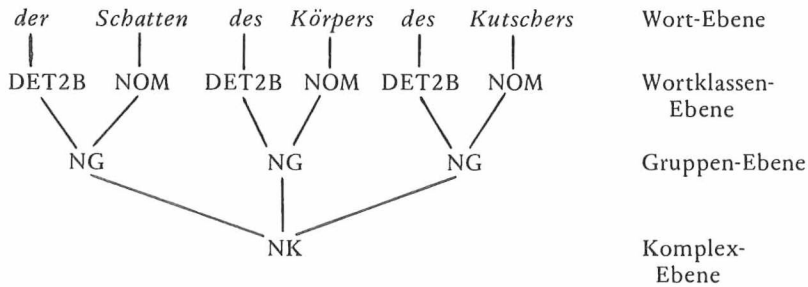 der Schatten des Körpers des Kutschers Wort-Ebene
DET2B NOM DET2B NOM DET2B NOM Wortklassen-
Ebene
NG NG NG Gruppen-Ebene
NK Komplex-
Ebene